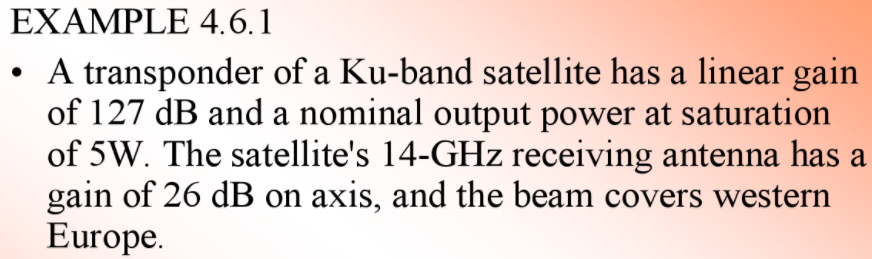 EXAMPLE 4.6.1
• A transponder of a Ku-band satellite has a linear gain
of 127 dB and a nominal output power at saturation
of 5W. The satellite's 14-GHz receiving antenna has a
gain of 26 dB on axis, and the beam covers western
Europe.